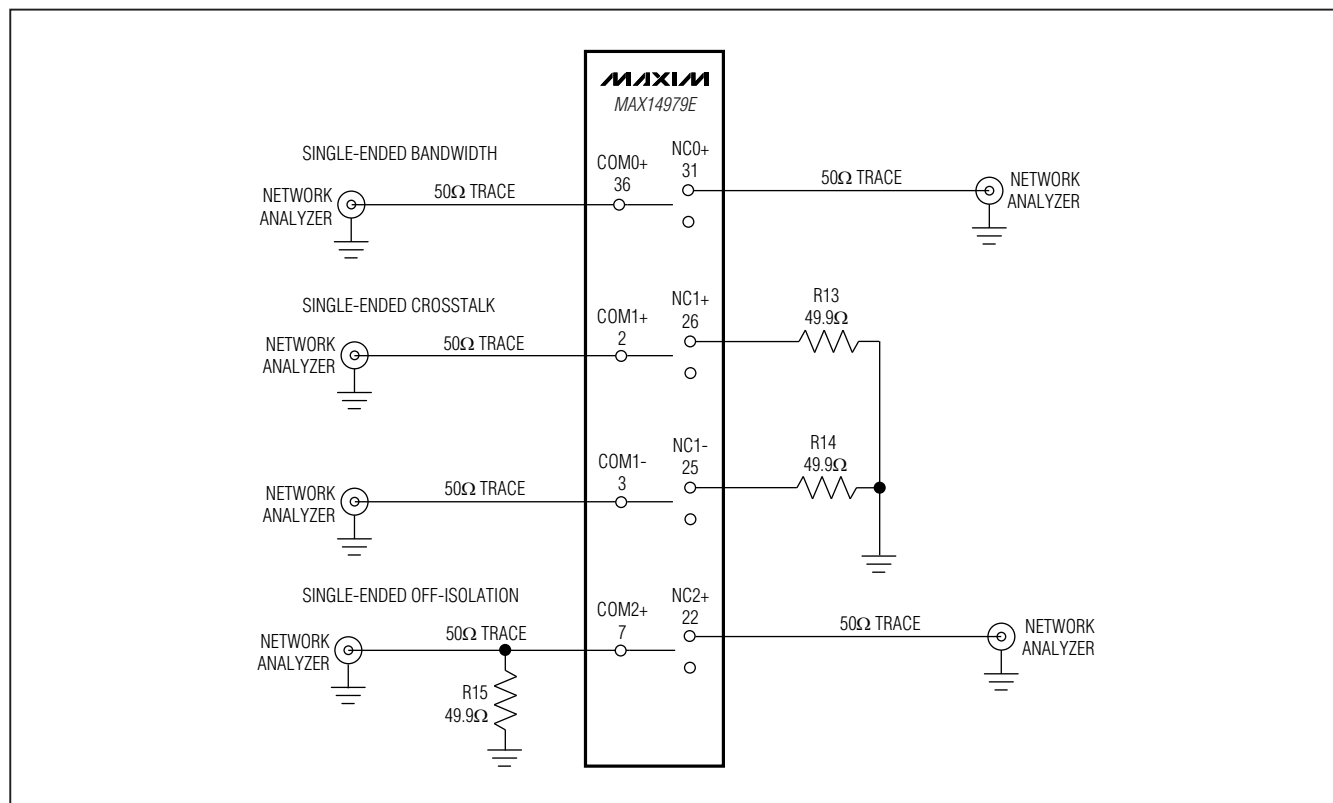 MAXIM
MAX14979E
SINGLE-ENDED BANDWIDTH
NETWORK
ANALYZER
50Ω TRACE
COM0+
36
NC0+
31
50Ω TRACE
NETWORK
ANALYZER
SINGLE-ENDED CROSSTALK
NETWORK
ANALYZER
50Ω TRACE
COM1+
2
NC1+
26
R13
49.9Ω
NETWORK
ANALYZER
50Ω TRACE
COM1-
3
NC1-
25
R14
49.9Ω
SINGLE-ENDED OFF-ISOLATION
NETWORK
ANALYZER
50Ω TRACE
R15
49.9Ω
COM2+
7
NC2+
22
50Ω TRACE
NETWORK
ANALYZER